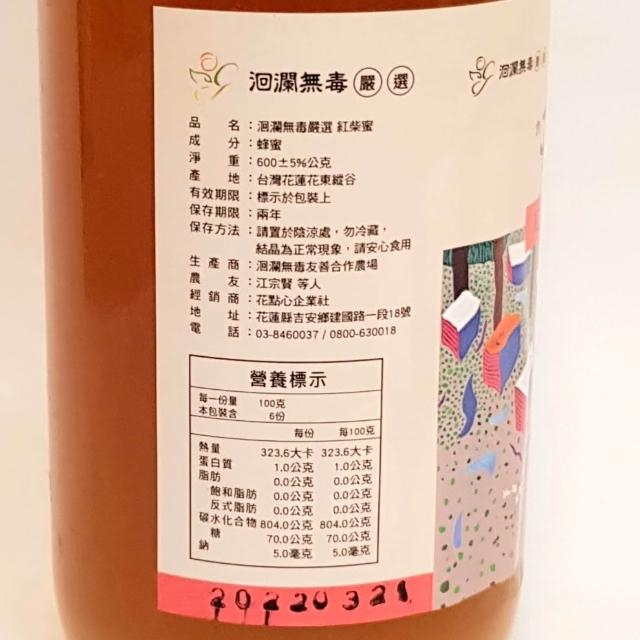 洄瀾無毒 嚴 選
品名：洄瀾無毒嚴選 紅柴蜜
成分：蜂蜜
淨重：600±5%公克
產地：台灣花蓮花東縱谷
有效期限：標示於包裝上
保存期限：兩年
保存方法：請置於陰涼處，勿冷藏，
結晶為正常現象，請安心食用
生產商：洄瀾無毒友善合作農場
農友：江宗賢 等人
經銷商：花點心企業社
地址：花蓮縣吉安鄉建國路一段18號
電話：03-8460037 / 0800-630018
營養標示
每一份量 100克
本包裝含 6份
每份 每100克
熱量 323.6大卡 323.6大卡
蛋白質 1.0公克 1.0公克
脂肪 0.0公克 0.0公克
飽和脂肪 0.0公克 0.0公克
反式脂肪 0.0公克 0.0公克
碳水化合物 804.0公克 804.0公克
糖 70.0公克 70.0公克
鈉 5.0毫克 5.0毫克
20220321
洄瀾無毒